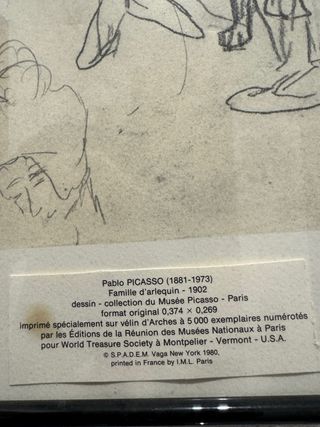 Pablo PICASSO (1881-1973)
Famille d'arlequin - 1902
dessin - collection du Musée Picasso - Paris
format original 0,374 × 0,269
imprimé spécialement sur vélin d'Arches à 5 000 exemplaires numérotés
par les Éditions de la Réunion des Musées Nationaux à Paris
pour World Treasure Society à Montpelier - Vermont - U.S.A.
© S.P.A.D.E.M. Vaga New York 1980,
printed in France by I.M.L. Paris